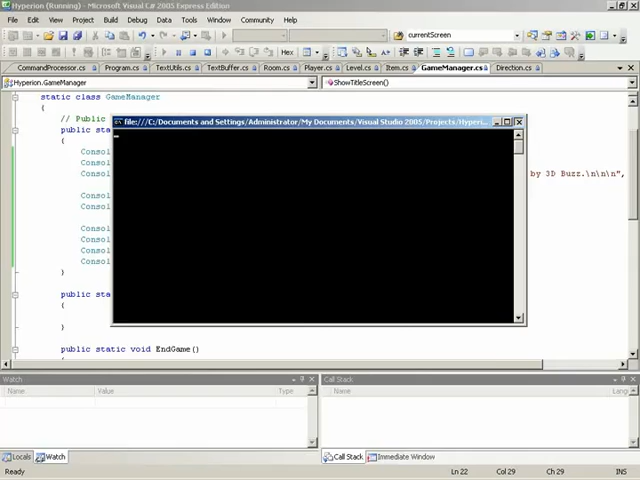 Hyperion (Running) - Microsoft Visual C# 2005 Express Edition
File Edit View Project Build Debug Data Tools Window Community Help
currentScreen
Hex
CommandProcessor.cs Program.cs TextUtils.cs TextBuffer.cs Room.cs Player.cs Level.cs Item.cs GameManager.cs Direction.cs
Hyperion.GameManager ShowTitleScreen()
static class GameManager
{
// Public
file:///C:/Documents and Settings/Administrator/My Documents/Visual Studio 2005/Projects/Hyperi...
public sta
{
Consol
Consol
Consol by 3D Buzz.\n\n\n",
Consol
Consol
Consol
Consol
Consol
Consol
}
public sta
{
}
public static void EndGame()
Watch Call Stack
Name Value Type Name Lang
Locals Watch Call Stack Immediate Window
Ready Ln 22 Col 29 Ch 29 INS